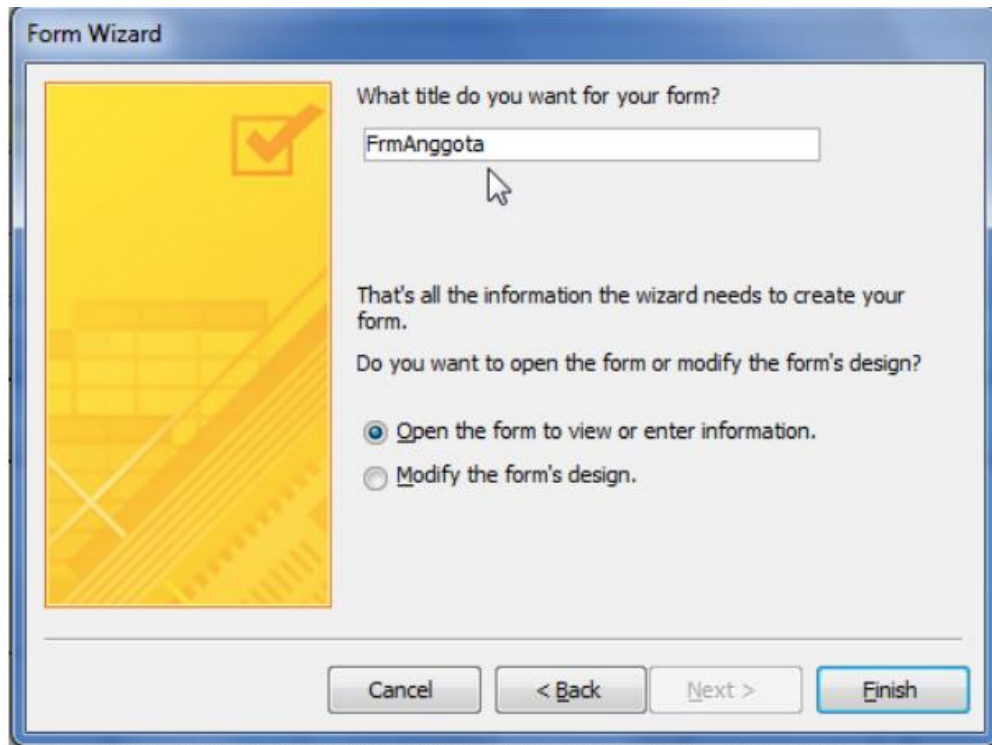 Form Wizard
What title do you want for your form?
FrmAnggota
That's all the information the wizard needs to create your
form.
Do you want to open the form or modify the form's design?
Open the form to view or enter information.
Modify the form's design.
Cancel
< Back
Next >
Finish